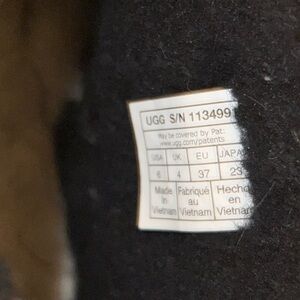 UGG S/N 113499
May be covered by Pat:
www.ugg.com/patents
USA UK EU JAPA
6 4 37 23
Made Fabriqué Hecho
in au en
Vietnam Vietnam Vietnam